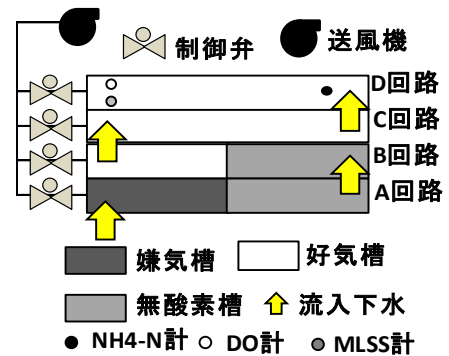 制御弁 送風機
D回路
C回路
B回路
A回路
嫌気槽 好気槽
無酸素槽 流入下水
NH4-N計 DO計 MLSS計